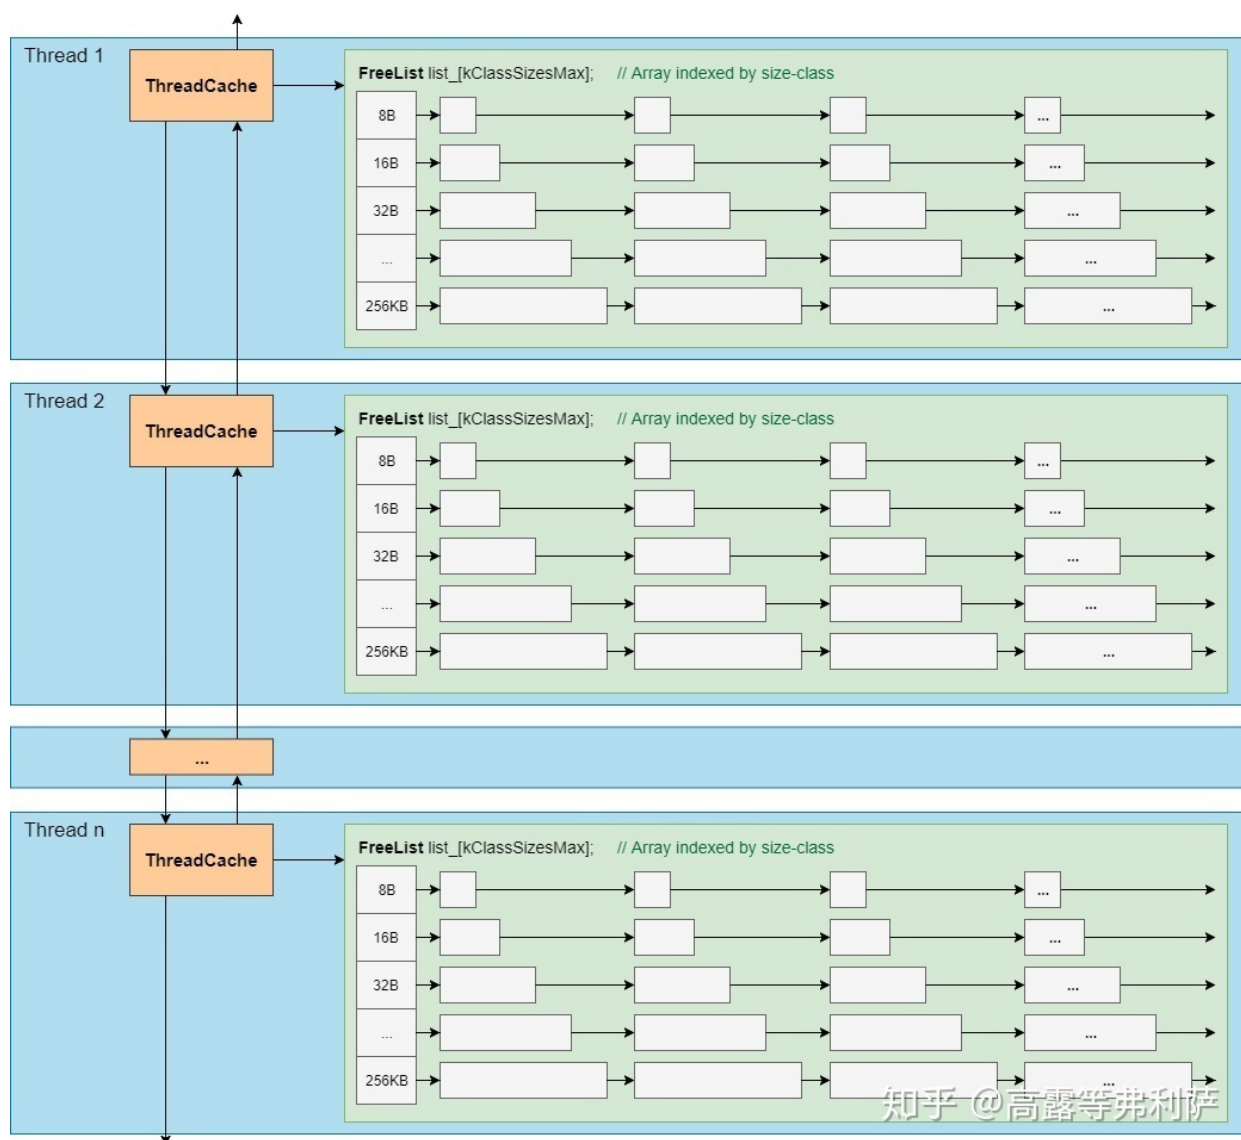 Thread 1
ThreadCache
FreeList list_[kClassSizesMax]; // Array indexed by size-class
8B ...
16B ...
32B ...
... ...
256KB ...
Thread 2
ThreadCache
FreeList list_[kClassSizesMax]; // Array indexed by size-class
8B ...
16B ...
32B ...
... ...
256KB ...
...
Thread n
ThreadCache
FreeList list_[kClassSizesMax]; // Array indexed by size-class
8B ...
16B ...
32B ...
... ...
256KB ...
知乎 @高露等弗利萨